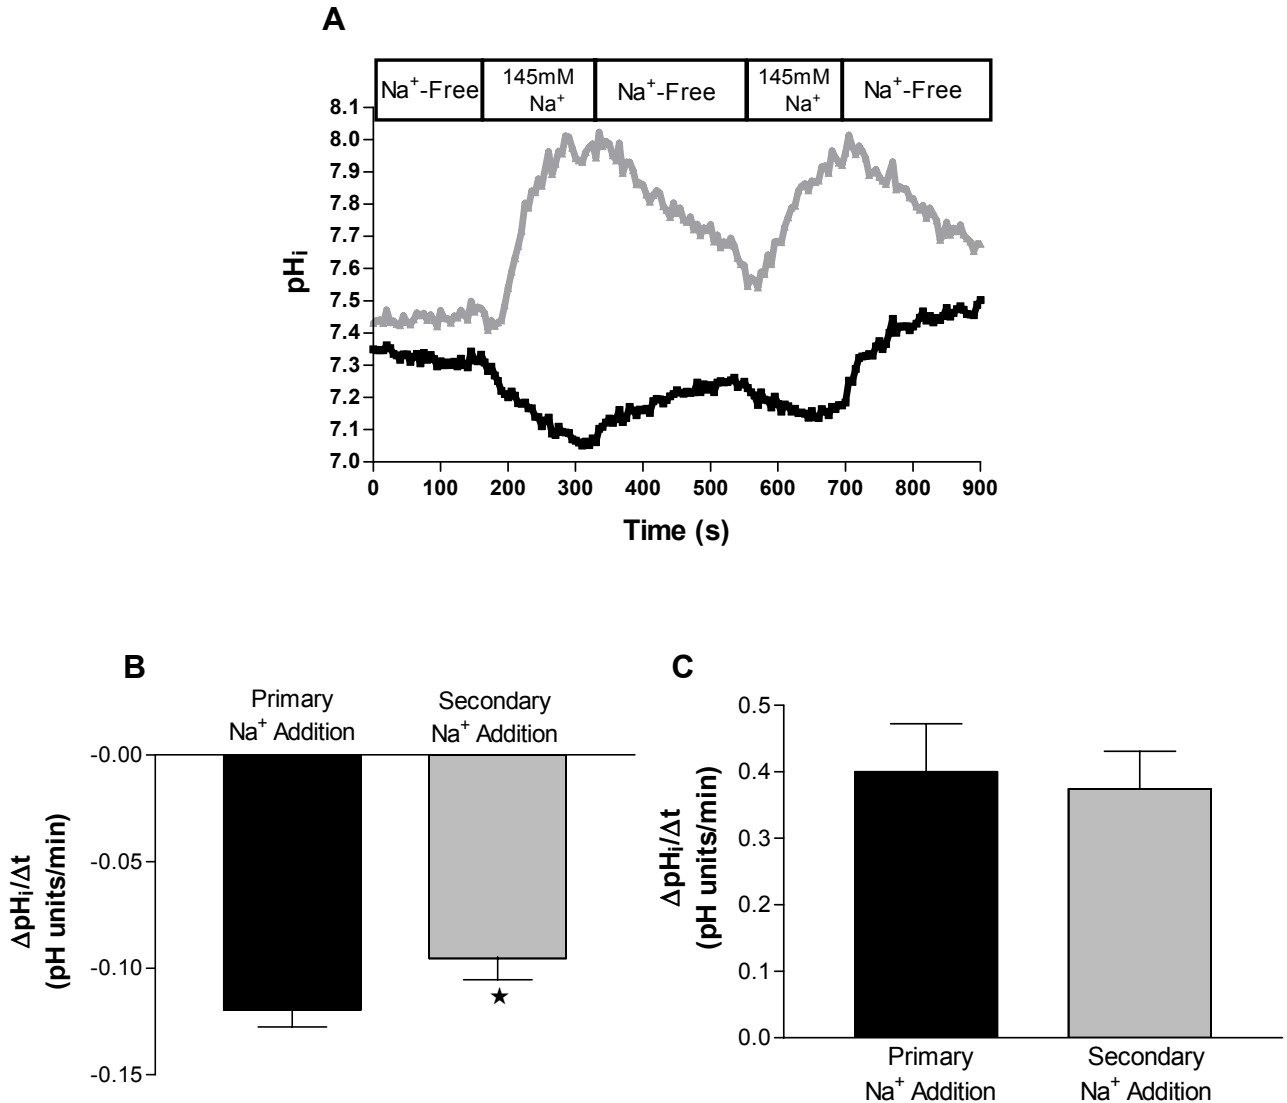 A
Na⁺-Free
145mM
Na⁺
Na⁺-Free
145mM
Na⁺
Na⁺-Free
8.1
8.0
7.9
7.8
7.7
7.6
7.5
7.4
7.3
7.2
7.1
7.0
pHi
0 100 200 300 400 500 600 700 800 900
Time (s)
B
Primary
Na⁺ Addition
Secondary
Na⁺ Addition
-0.00
-0.05
-0.10
-0.15
ΔpHi/Δt
(pH units/min)
★
C
0.5
0.4
0.3
0.2
0.1
0.0
ΔpHi/Δt
(pH units/min)
Primary
Na⁺ Addition
Secondary
Na⁺ Addition